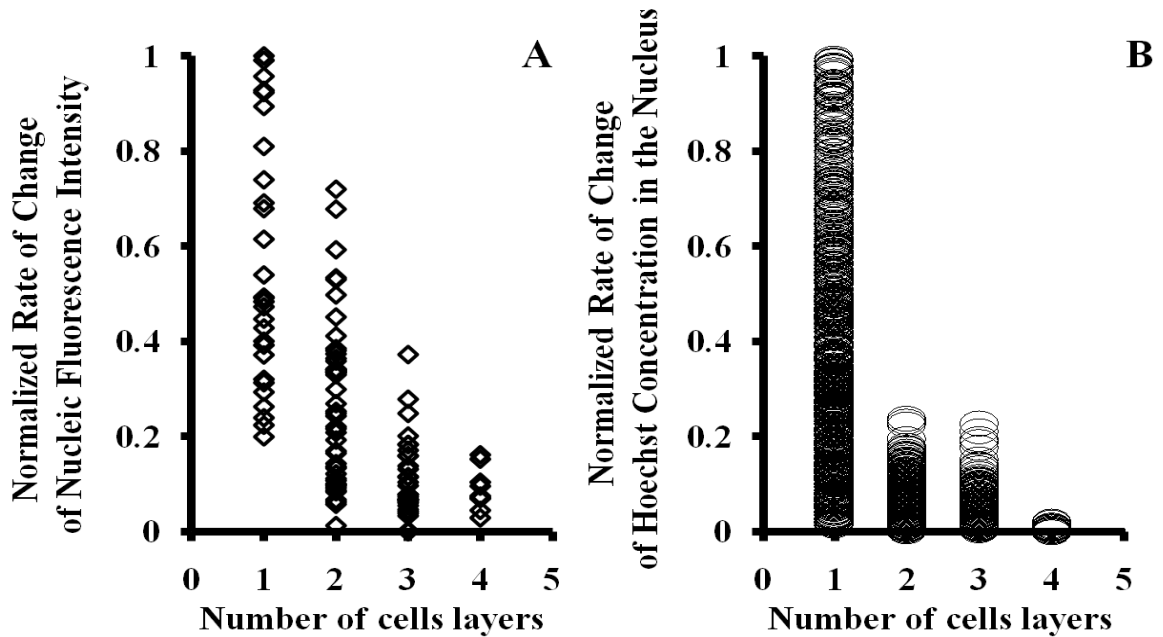 A
Normalized Rate of Change
of Nucleic Fluorescence Intensity
1
0.8
0.6
0.4
0.2
0
0 1 2 3 4 5
Number of cells layers
B
Normalized Rate of Change
of Hoechst Concentration in the Nucleus
1
0.8
0.6
0.4
0.2
0
0 1 2 3 4 5
Number of cells layers